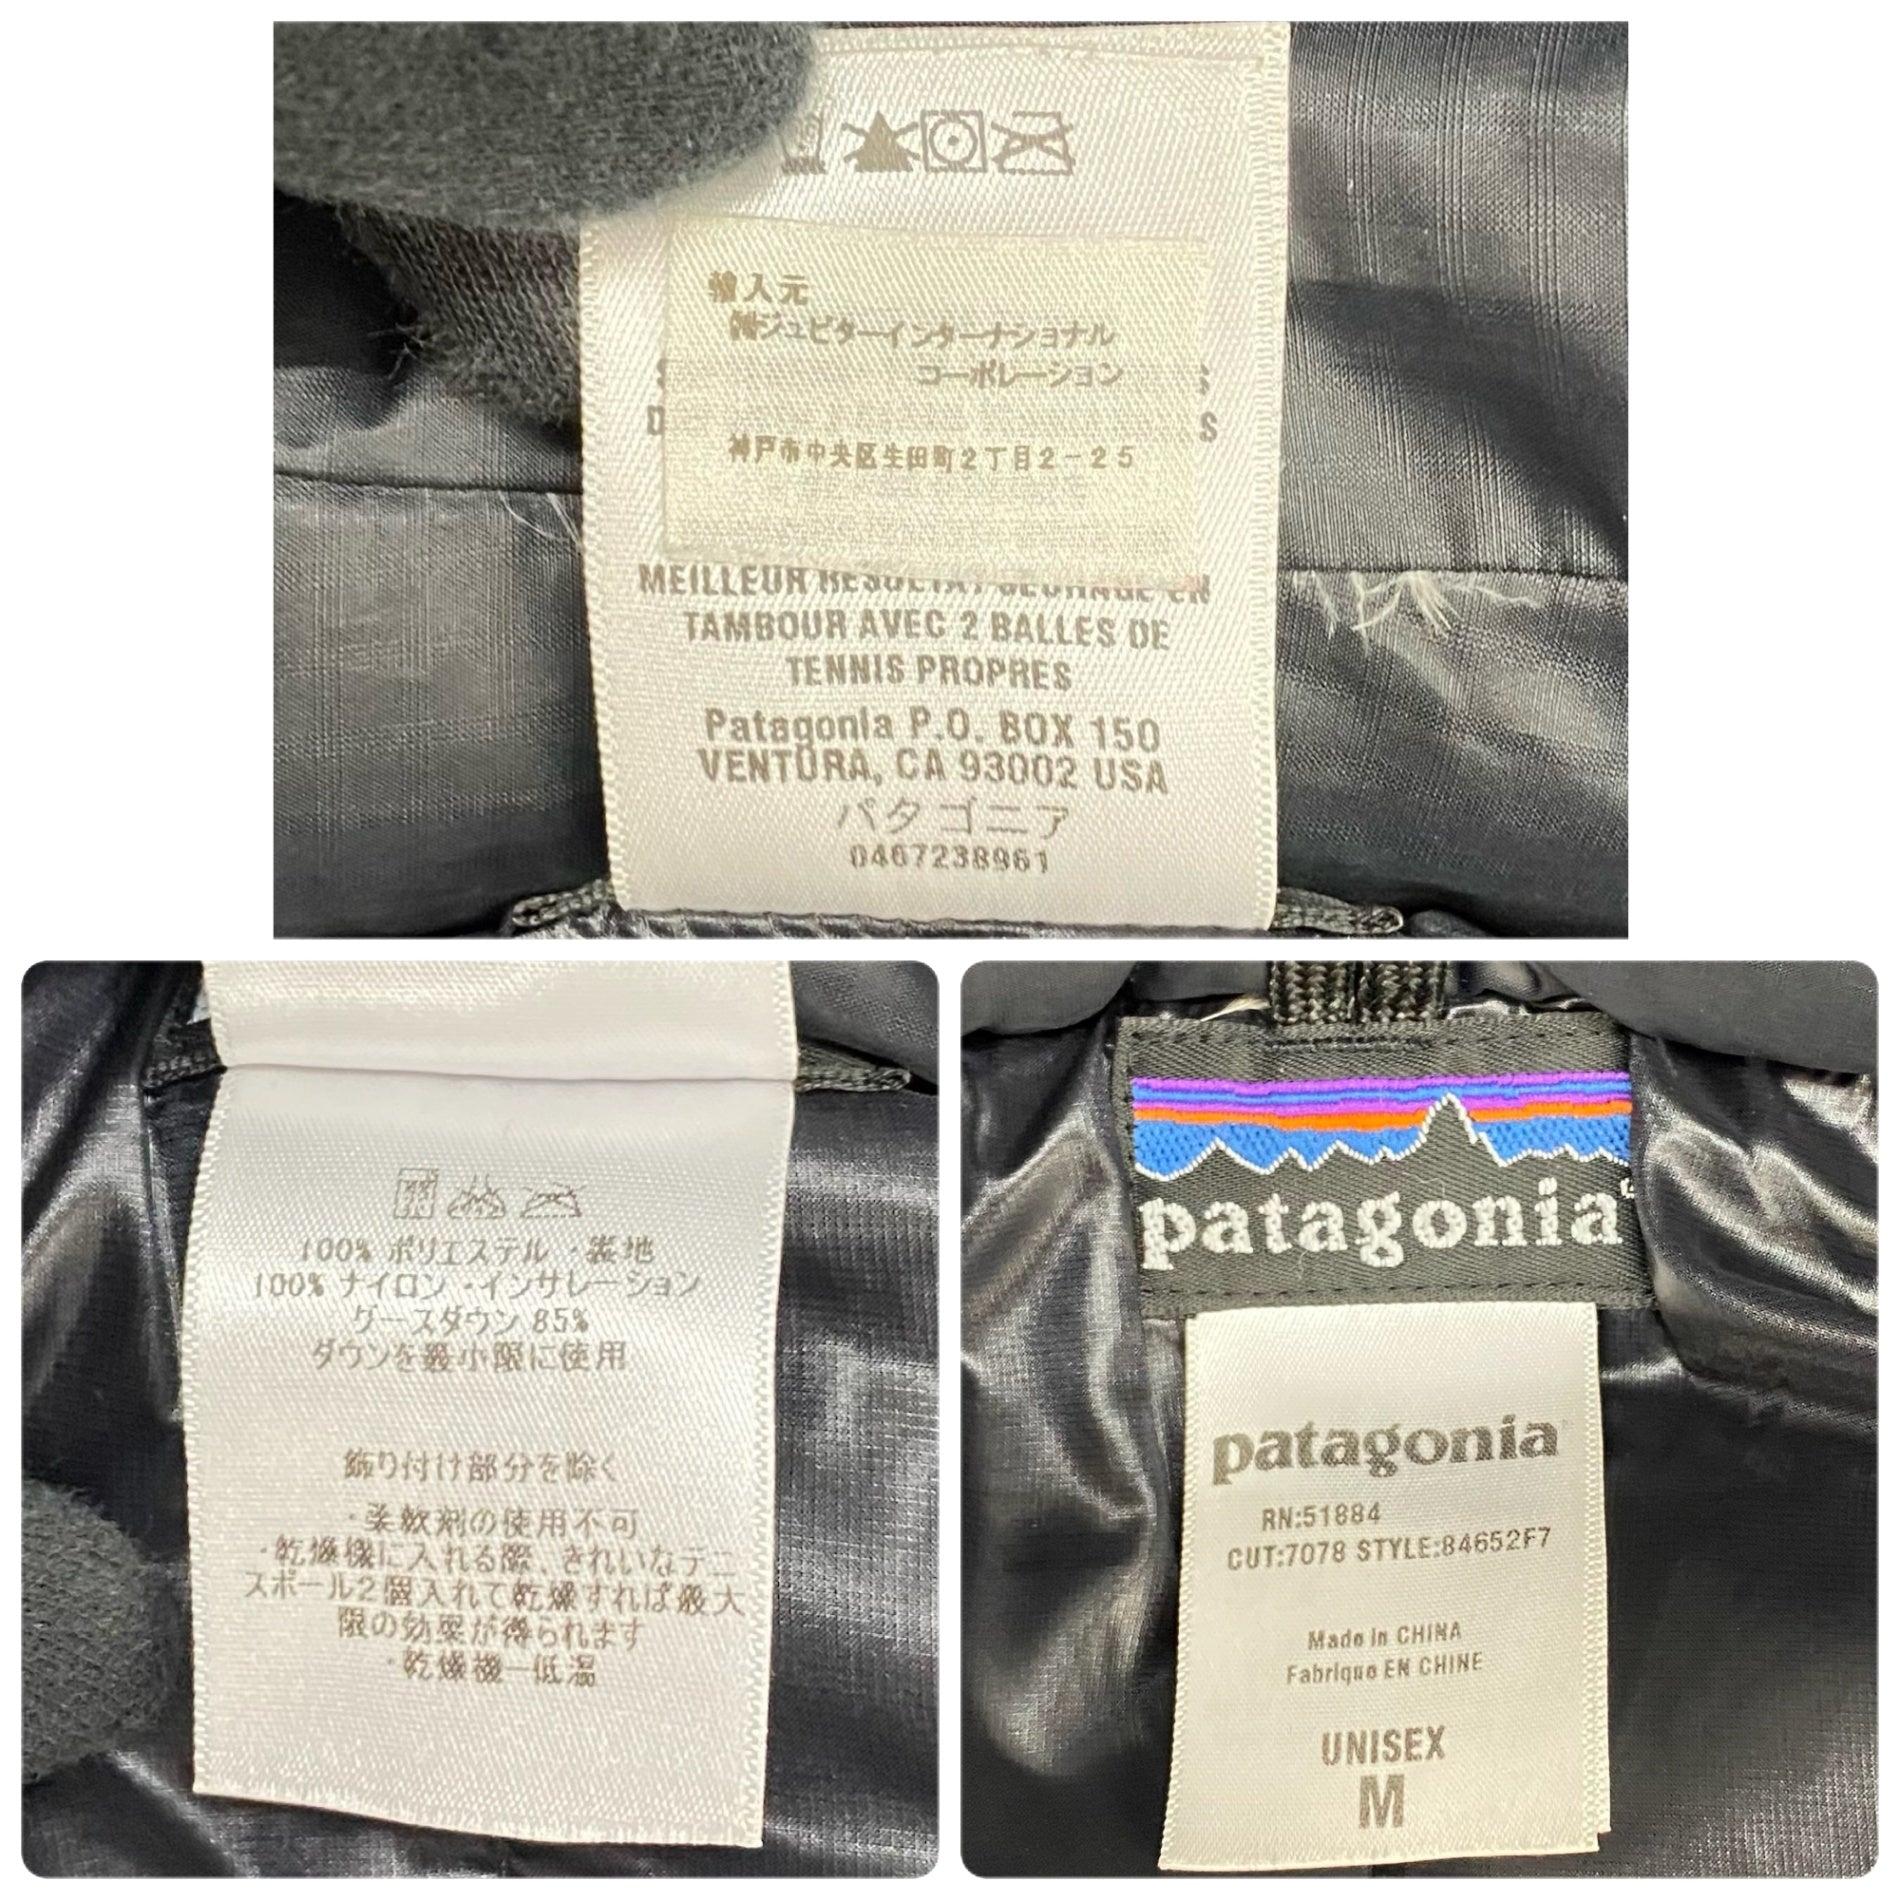 輸入元
㈱ジュピターインターナショナル
コーポレーション
神戸市中央区生田町2丁目2-25
MEILLEUR RESULTAT SECHAGE EN
TAMBOUR AVEC 2 BALLES DE
TENNIS PROPRES
Patagonia P.O. BOX 150
VENTURA, CA 93002 USA
パタゴニア
0467238961
100% ポリエステル ・表地
100% ナイロン ・インサレーション
グースダウン 85%
ダウンを最小限に使用
飾り付け部分を除く
・柔軟剤の使用不可
・乾燥機に入れる際、きれいなテニ
スボール2個入れて乾燥すれば最大
限の効果が得られます
・乾燥機－低温
patagonia
patagonia
RN:51884
CUT:7078 STYLE:84652F7
Made in CHINA
Fabrique EN CHINE
UNISEX
M